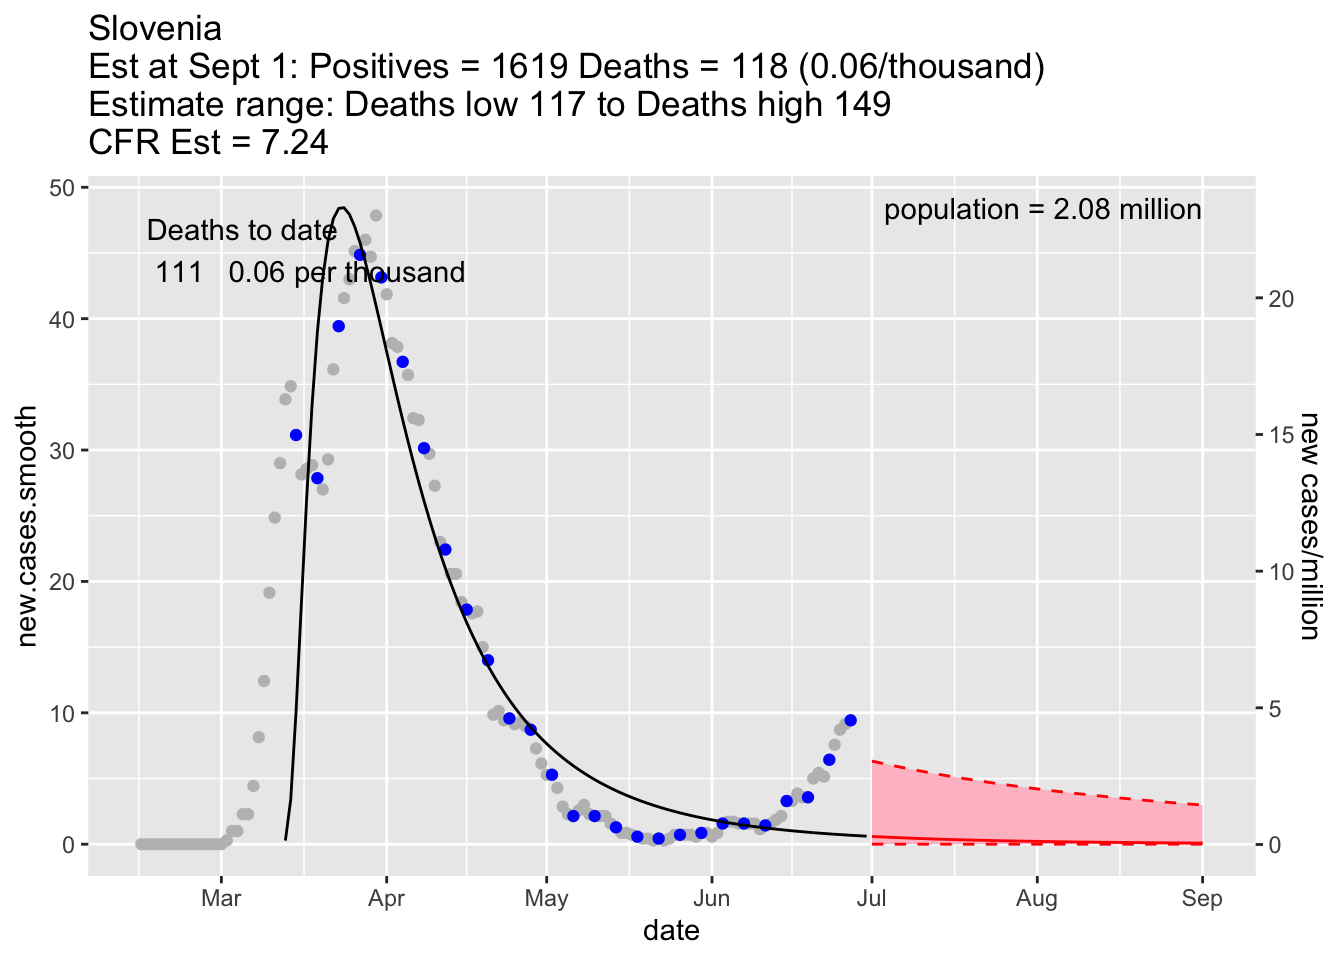 Slovenia
Est at Sept 1: Positives = 1619 Deaths = 118 (0.06/thousand)
Estimate range: Deaths low 117 to Deaths high 149
CFR Est = 7.24
50
40
30
20
10
0
new.cases.smooth
Deaths to date
111 0.06 per thousand
population = 2.08 million
20
15
10
5
0
new cases/million
Mar
Apr
May
Jun
Jul
Aug
Sep
date